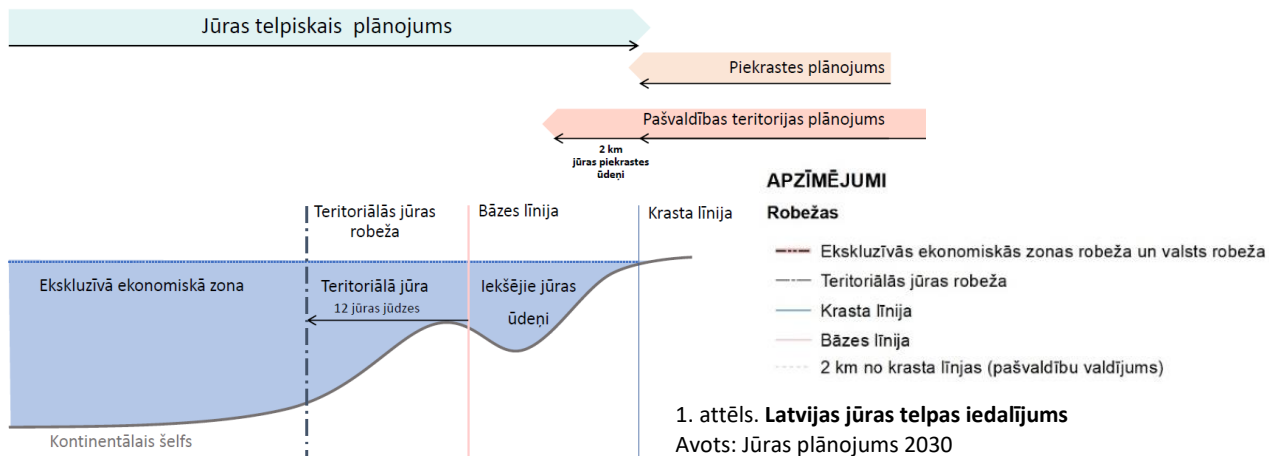 Jūras telpiskais plānojums
Piekrastes plānojums
Pašvaldības teritorijas plānojums
2 km
jūras piekrastes
ūdeņi
Teritoriālās jūras
robeža
Bāzes līnija
Krasta līnija
Ekskluzīvā ekonomiskā zona
Teritoriālā jūra
12 jūras jūdzes
Iekšējie jūras
ūdeņi
Kontinentālais šelfs
APZĪMĒJUMI
Robežas
Ekskluzīvās ekonomiskās zonas robeža un valsts robeža
Teritoriālās jūras robeža
Krasta līnija
Bāzes līnija
2 km no krasta līnjas (pašvaldību valdījums)
1. attēls. Latvijas jūras telpas iedalījums
Avots: Jūras plānojums 2030